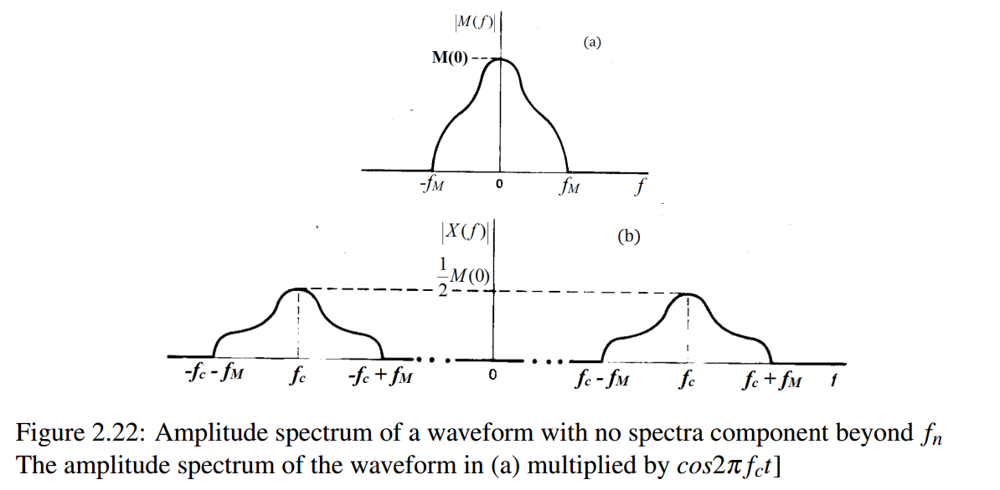 |M(f)|
(a)
M(0)
-fM 0 fM f
|X(f)|
(b)
1/2 M(0)
-fc - fM fc -fc + fM 0 fc - fM fc fc + fM f
Figure 2.22: Amplitude spectrum of a waveform with no spectra component beyond fn
The amplitude spectrum of the waveform in (a) multiplied by cos2πfct]